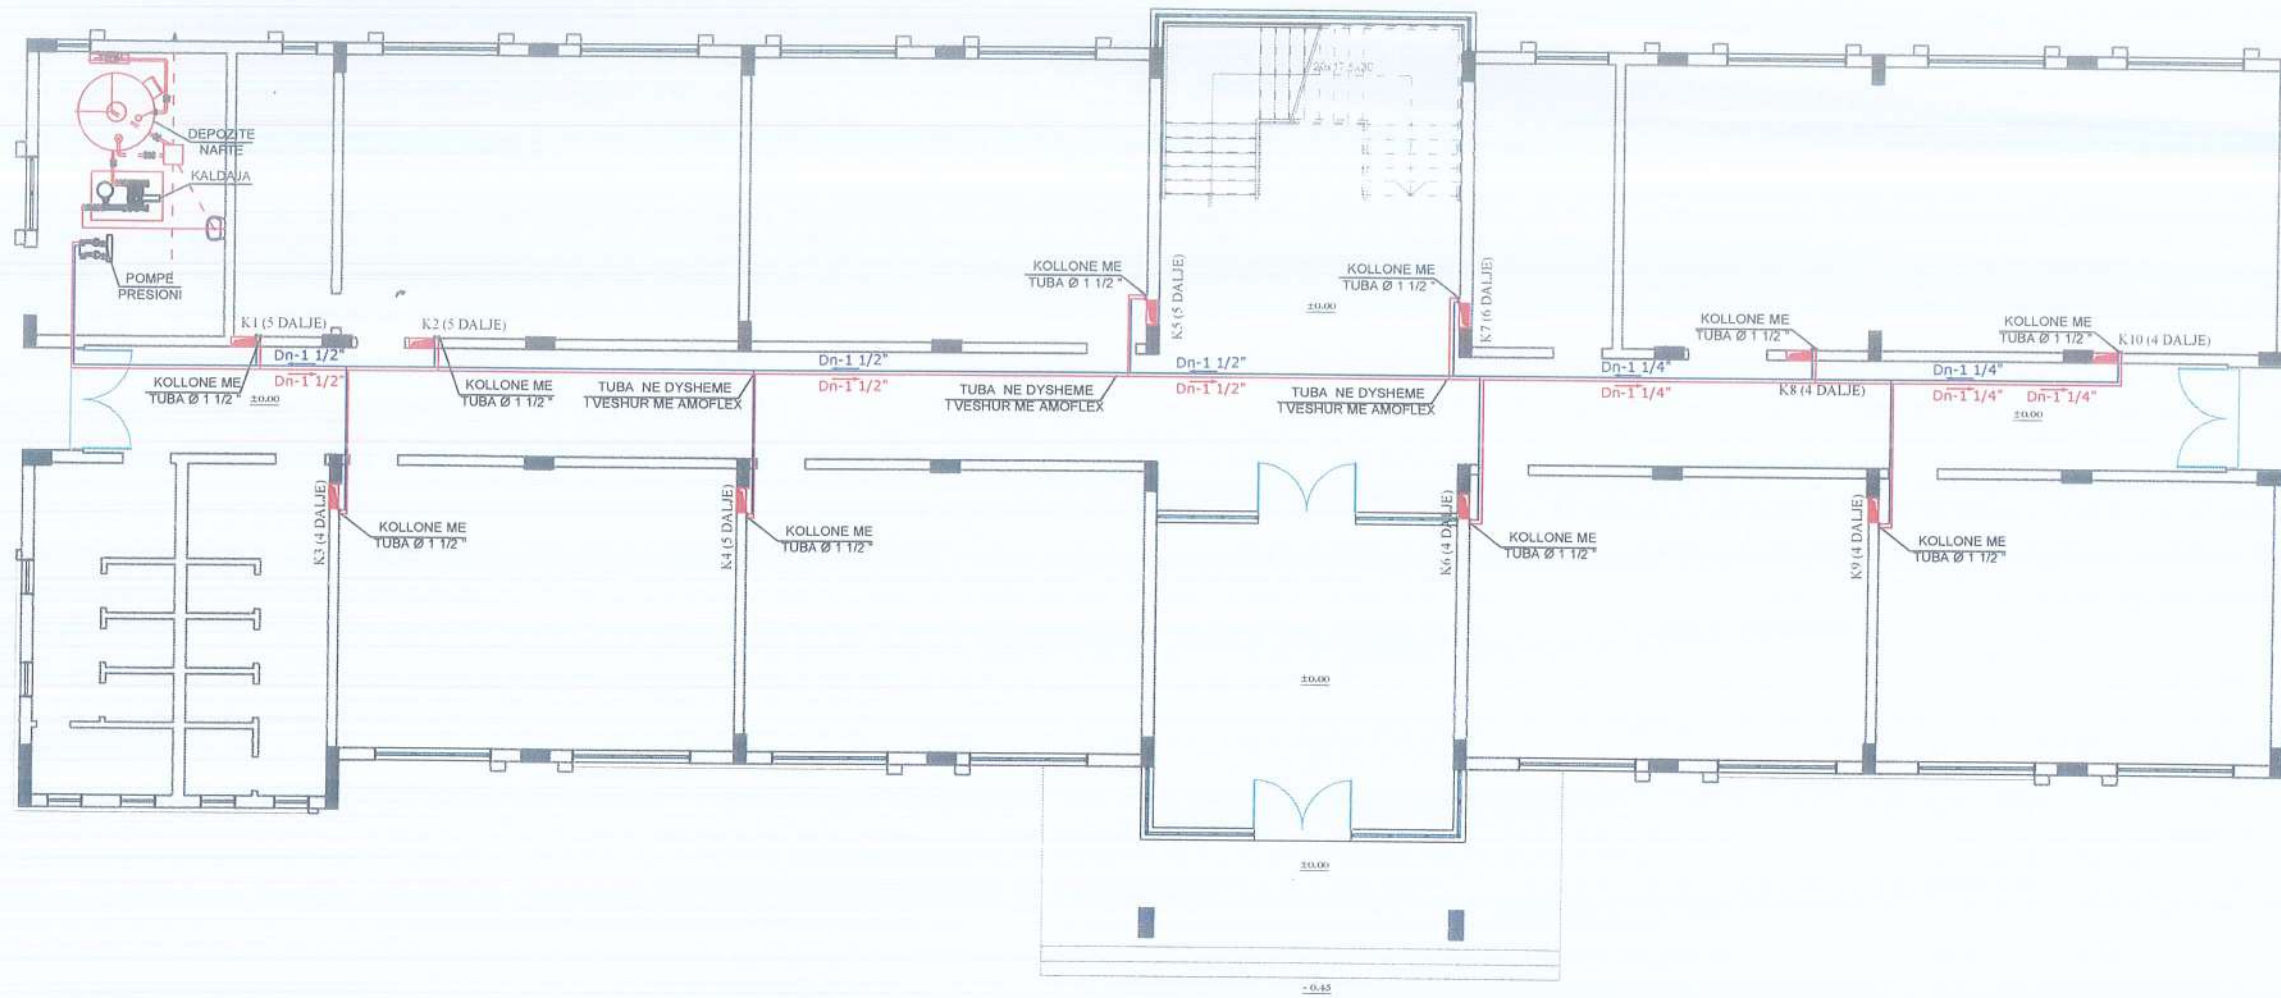 DEPOZITE
NAFTE
KALDAJA
POMPE
PRESIONI
K1 (5 DALJE)
K2 (5 DALJE)
KOLLONE ME
TUBA Ø 1 1/2 "
K5 (5 DALJE)
KOLLONE ME
TUBA Ø 1 1/2 "
K7 (6 DALJE)
±0.00
KOLLONE ME
TUBA Ø 1 1/2 "
KOLLONE ME
TUBA Ø 1 1/2 "
K10 (4 DALJE)
Dn-1 1/2"
Dn-1 1/2"
Dn-1 1/2"
Dn-1 1/2"
Dn-1 1/2"
Dn-1 1/2"
Dn-1 1/4"
Dn-1 1/4"
Dn-1 1/4"
Dn-1 1/4"
Dn-1 1/4"
KOLLONE ME
TUBA Ø 1 1/2 "
±0.00
KOLLONE ME
TUBA Ø 1 1/2 "
TUBA NE DYSHEME
TVESHUR ME AMOFLEX
TUBA NE DYSHEME
TVESHUR ME AMOFLEX
TUBA NE DYSHEME
TVESHUR ME AMOFLEX
K8 (4 DALJE)
±0.00
K3 (4 DALJE)
KOLLONE ME
TUBA Ø 1 1/2 "
K4 (5 DALJE)
KOLLONE ME
TUBA Ø 1 1/2 "
K6 (4 DALJE)
KOLLONE ME
TUBA Ø 1 1/2 "
K9 (4 DALJE)
KOLLONE ME
TUBA Ø 1 1/2 "
±0.00
±0.00
- 0.45